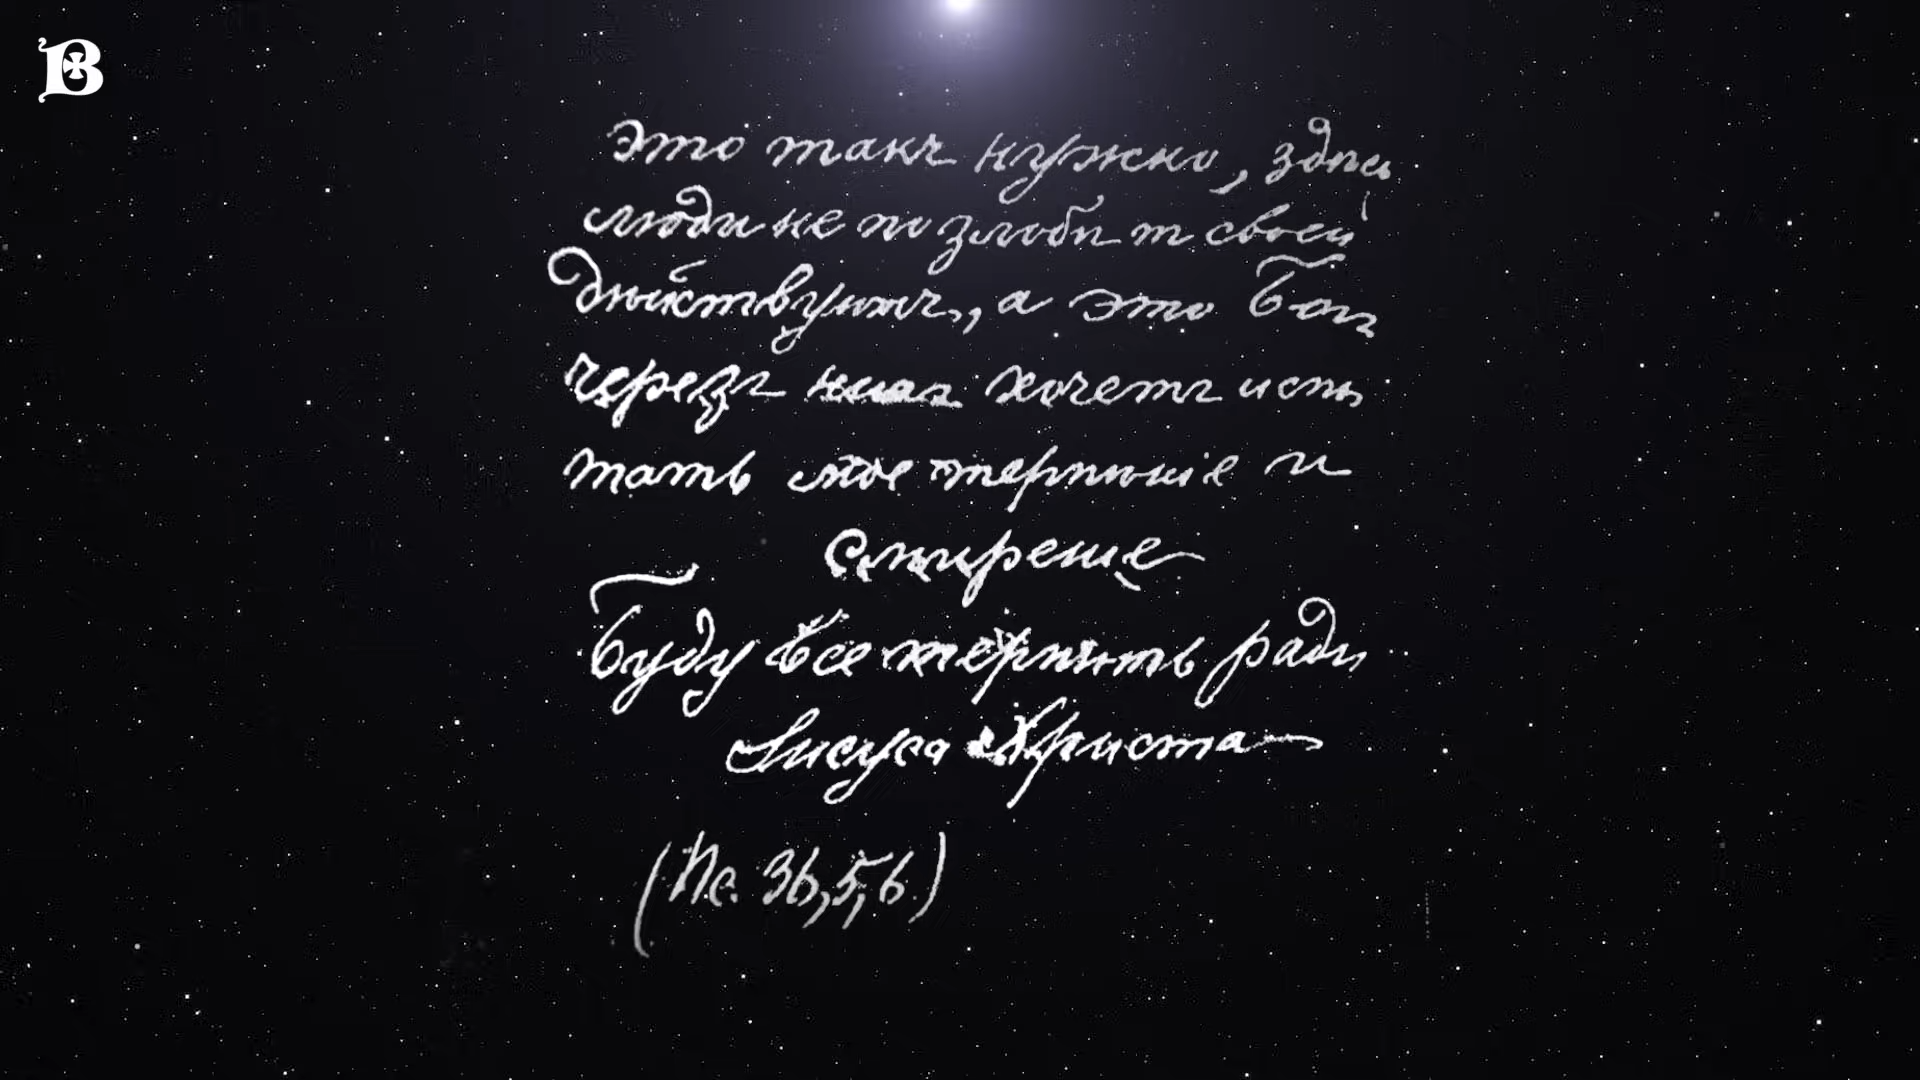 это такъ нужно, здѣсь
люди не по злобѣ своей
дѣйствуютъ, а это Богъ
черезъ нихъ хочетъ испы
тать мое терпѣніе и
Смиреніе
Буду все терпѣть ради
Іисуса Христа
(Пс. 36,5,6)